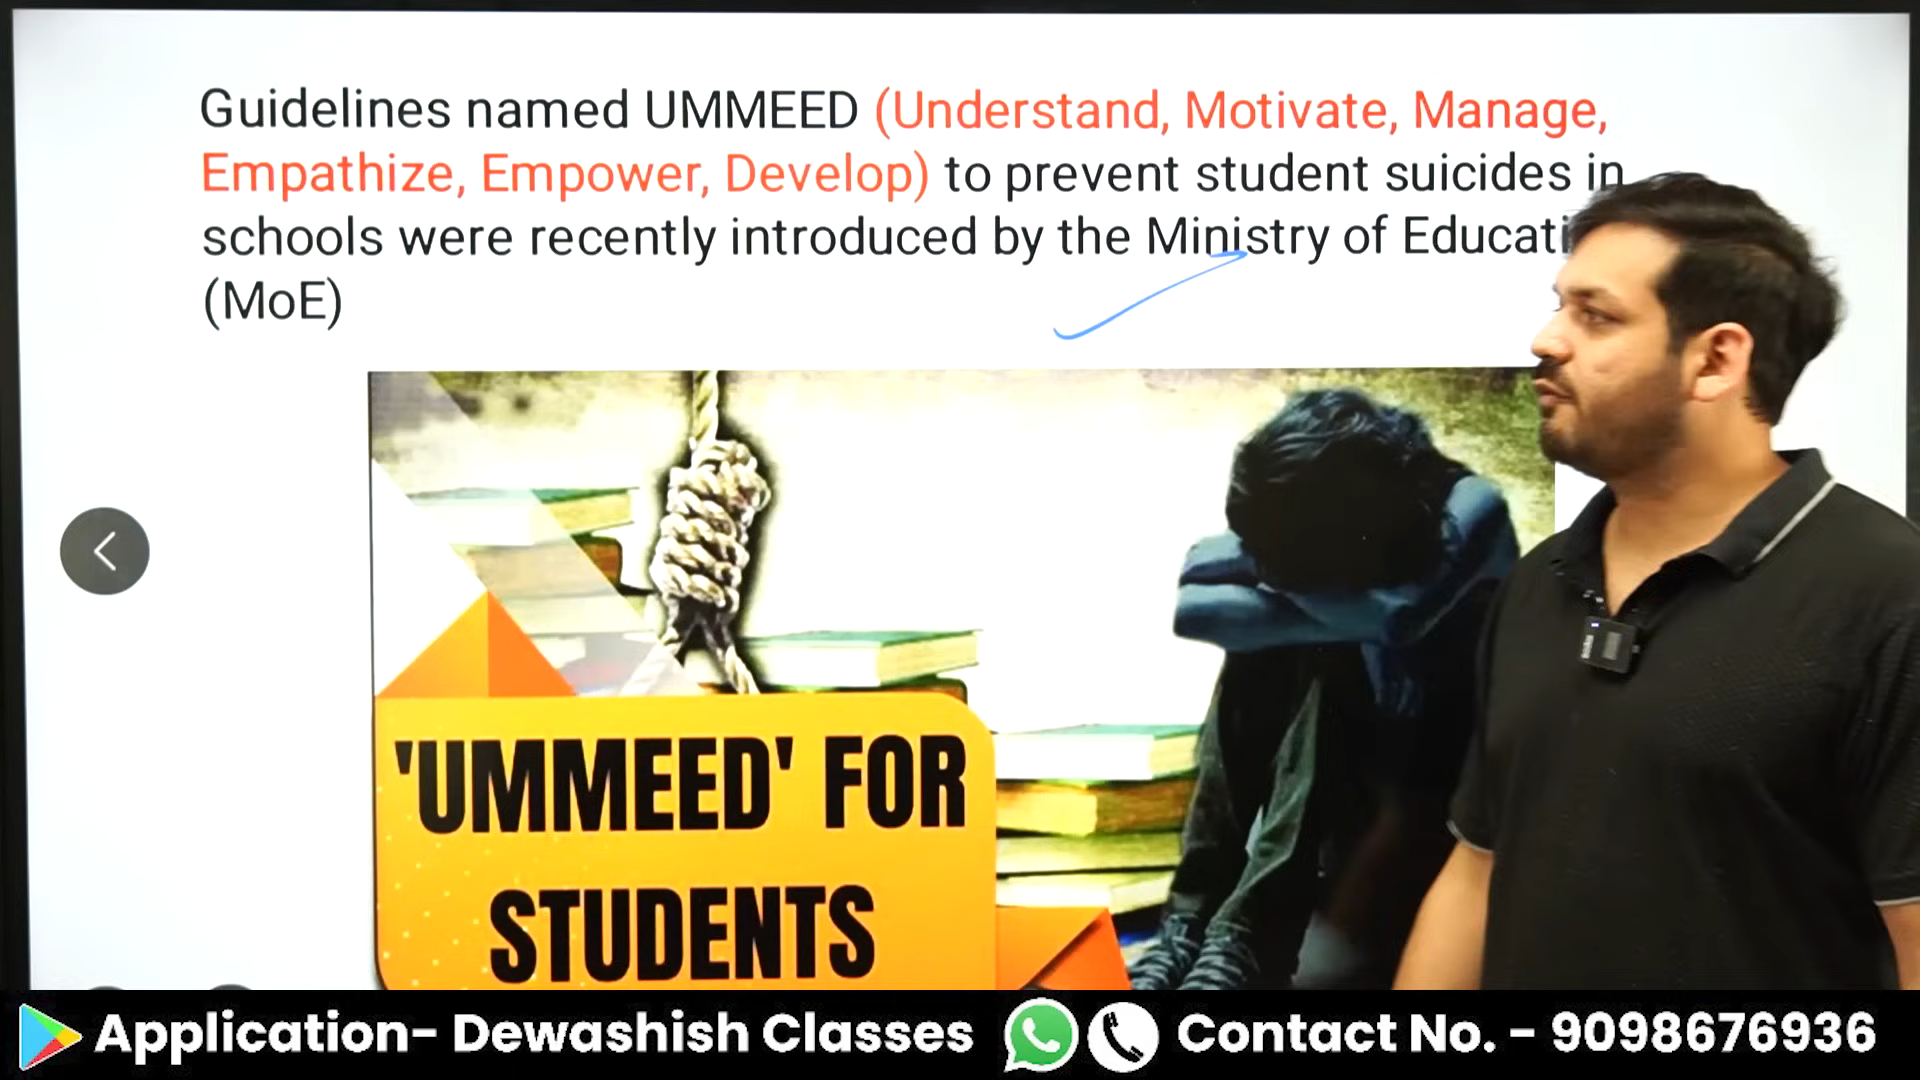 Guidelines named UMMEED (Understand, Motivate, Manage,
Empathize, Empower, Develop) to prevent student suicides in
schools were recently introduced by the Ministry of Educati
(MoE)
'UMMEED' FOR
STUDENTS
Application- Dewashish Classes
Contact No. - 9098676936